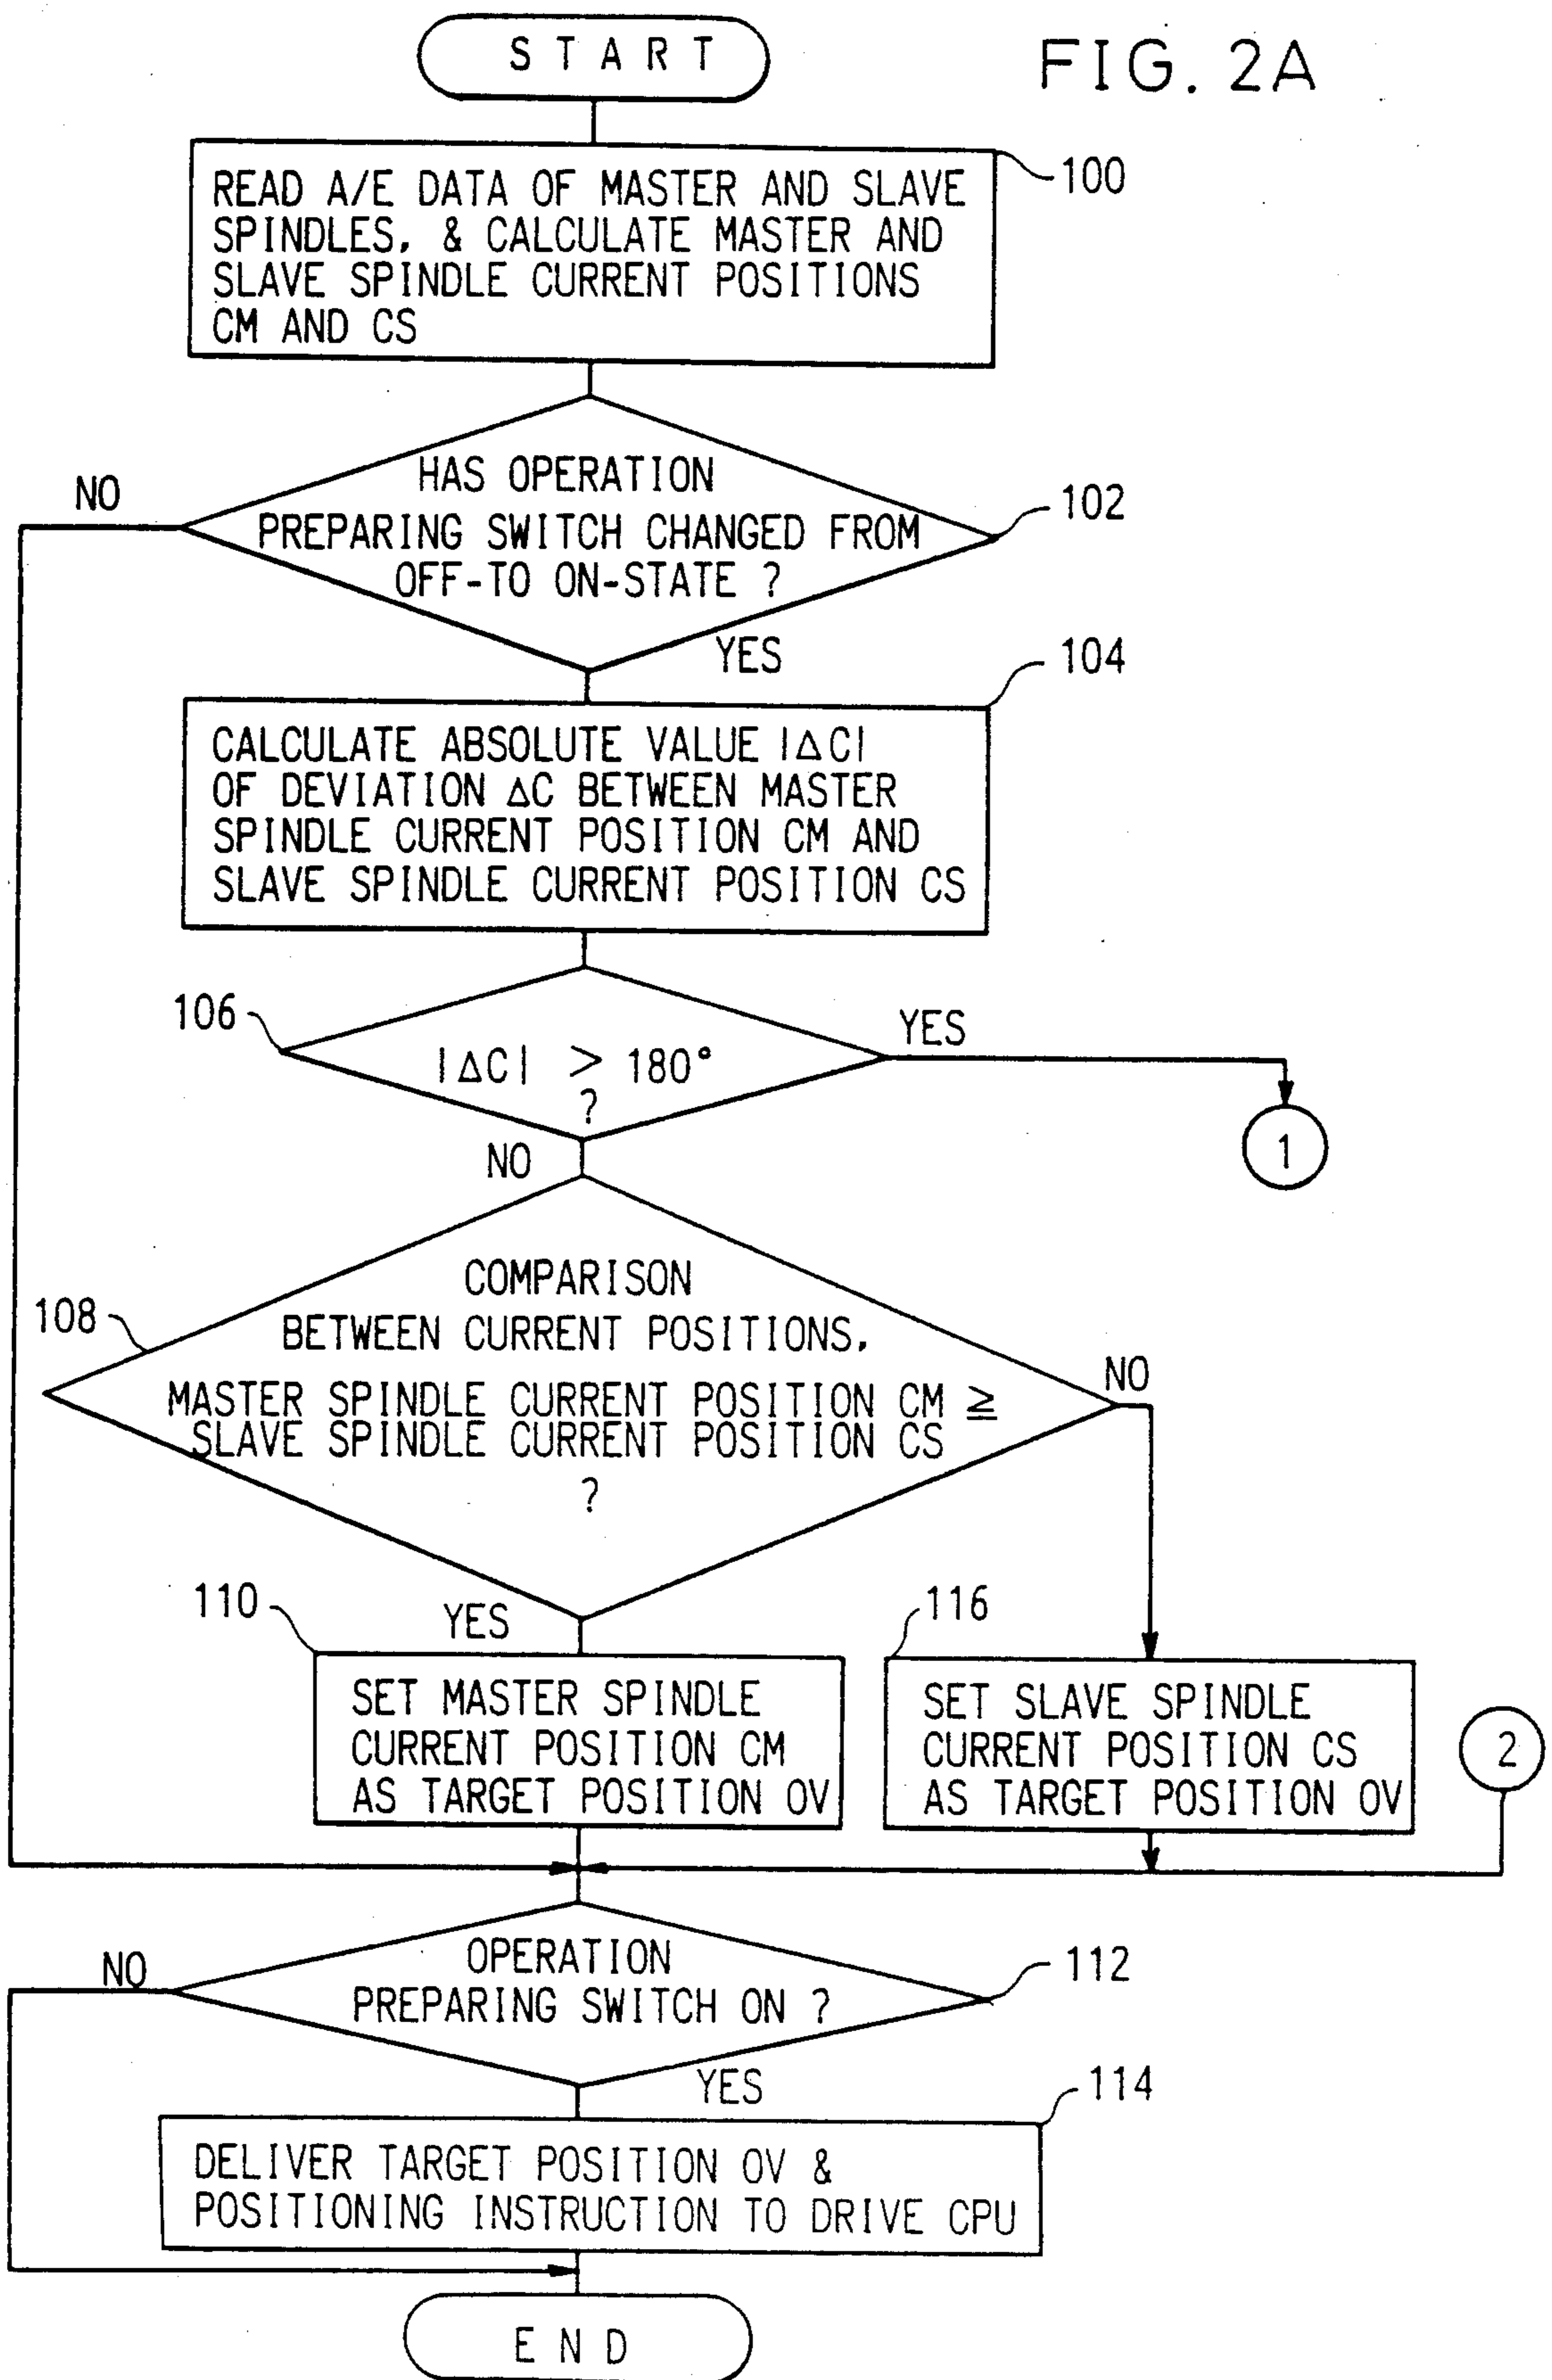 START
FIG. 2A
READ A/E DATA OF MASTER AND SLAVE
SPINDLES, & CALCULATE MASTER AND
SLAVE SPINDLE CURRENT POSITIONS
CM AND CS
100
HAS OPERATION
PREPARING SWITCH CHANGED FROM
OFF-TO ON-STATE ?
NO
102
YES
104
CALCULATE ABSOLUTE VALUE |ΔC|
OF DEVIATION ΔC BETWEEN MASTER
SPINDLE CURRENT POSITION CM AND
SLAVE SPINDLE CURRENT POSITION CS
106
|ΔC| > 180°
?
YES
1
NO
COMPARISON
BETWEEN CURRENT POSITIONS,
MASTER SPINDLE CURRENT POSITION CM ≧
SLAVE SPINDLE CURRENT POSITION CS
?
108
NO
YES
110
SET MASTER SPINDLE
CURRENT POSITION CM
AS TARGET POSITION OV
116
SET SLAVE SPINDLE
CURRENT POSITION CS
AS TARGET POSITION OV
2
OPERATION
PREPARING SWITCH ON ?
NO
112
YES
114
DELIVER TARGET POSITION OV &
POSITIONING INSTRUCTION TO DRIVE CPU
END